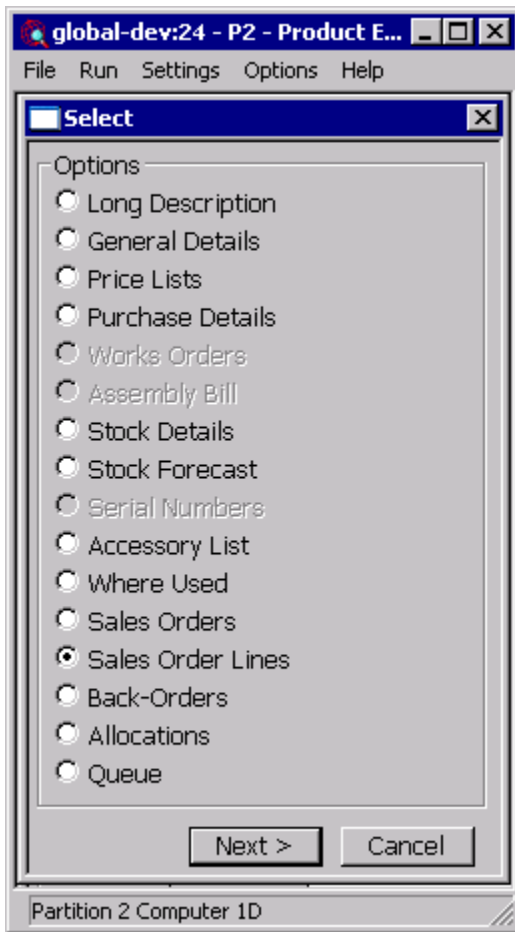 global-dev:24 - P2 - Product E...
File Run Settings Options Help
Select
Options
Long Description
General Details
Price Lists
Purchase Details
Works Orders
Assembly Bill
Stock Details
Stock Forecast
Serial Numbers
Accessory List
Where Used
Sales Orders
Sales Order Lines
Back-Orders
Allocations
Queue
Next > Cancel
Partition 2 Computer 1D